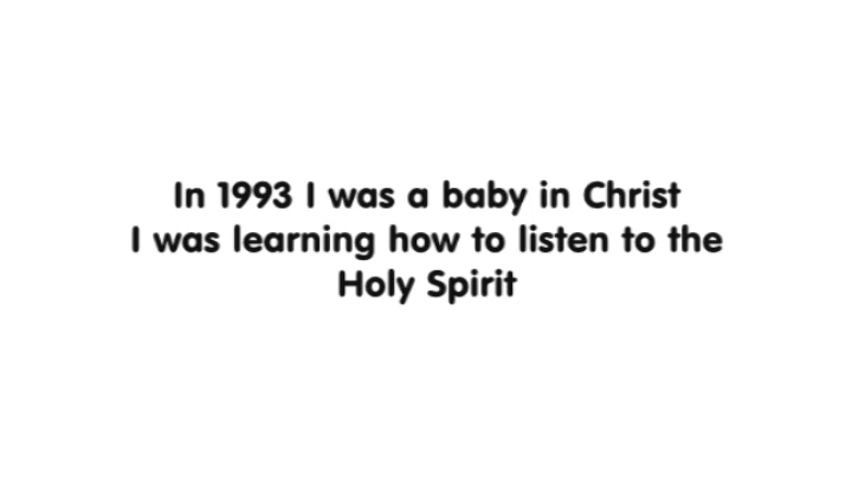 In 1993 I was a baby in Christ
I was learning how to listen to the
Holy Spirit